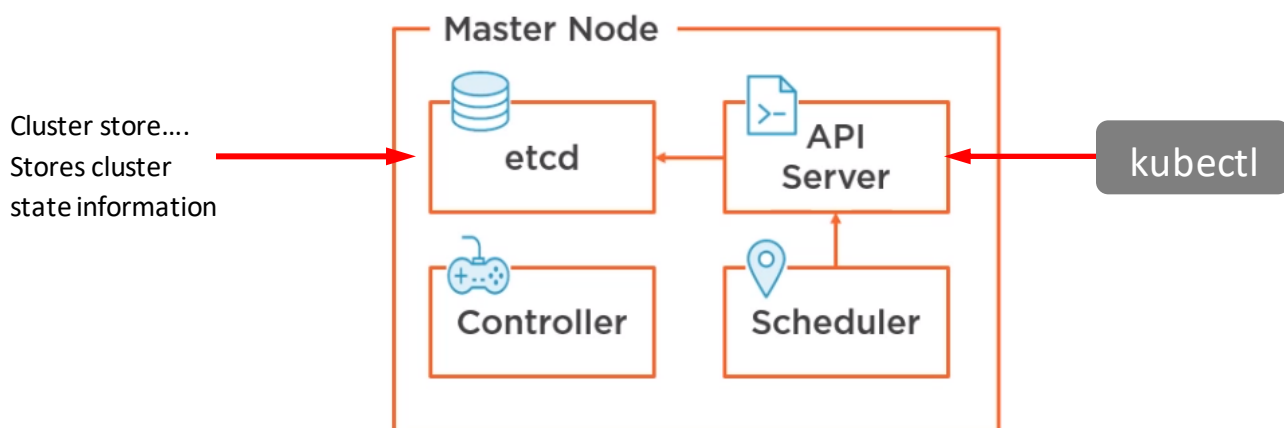 Master Node
Cluster store....
Stores cluster
state information
etcd
API
Server
kubectl
Controller
Scheduler